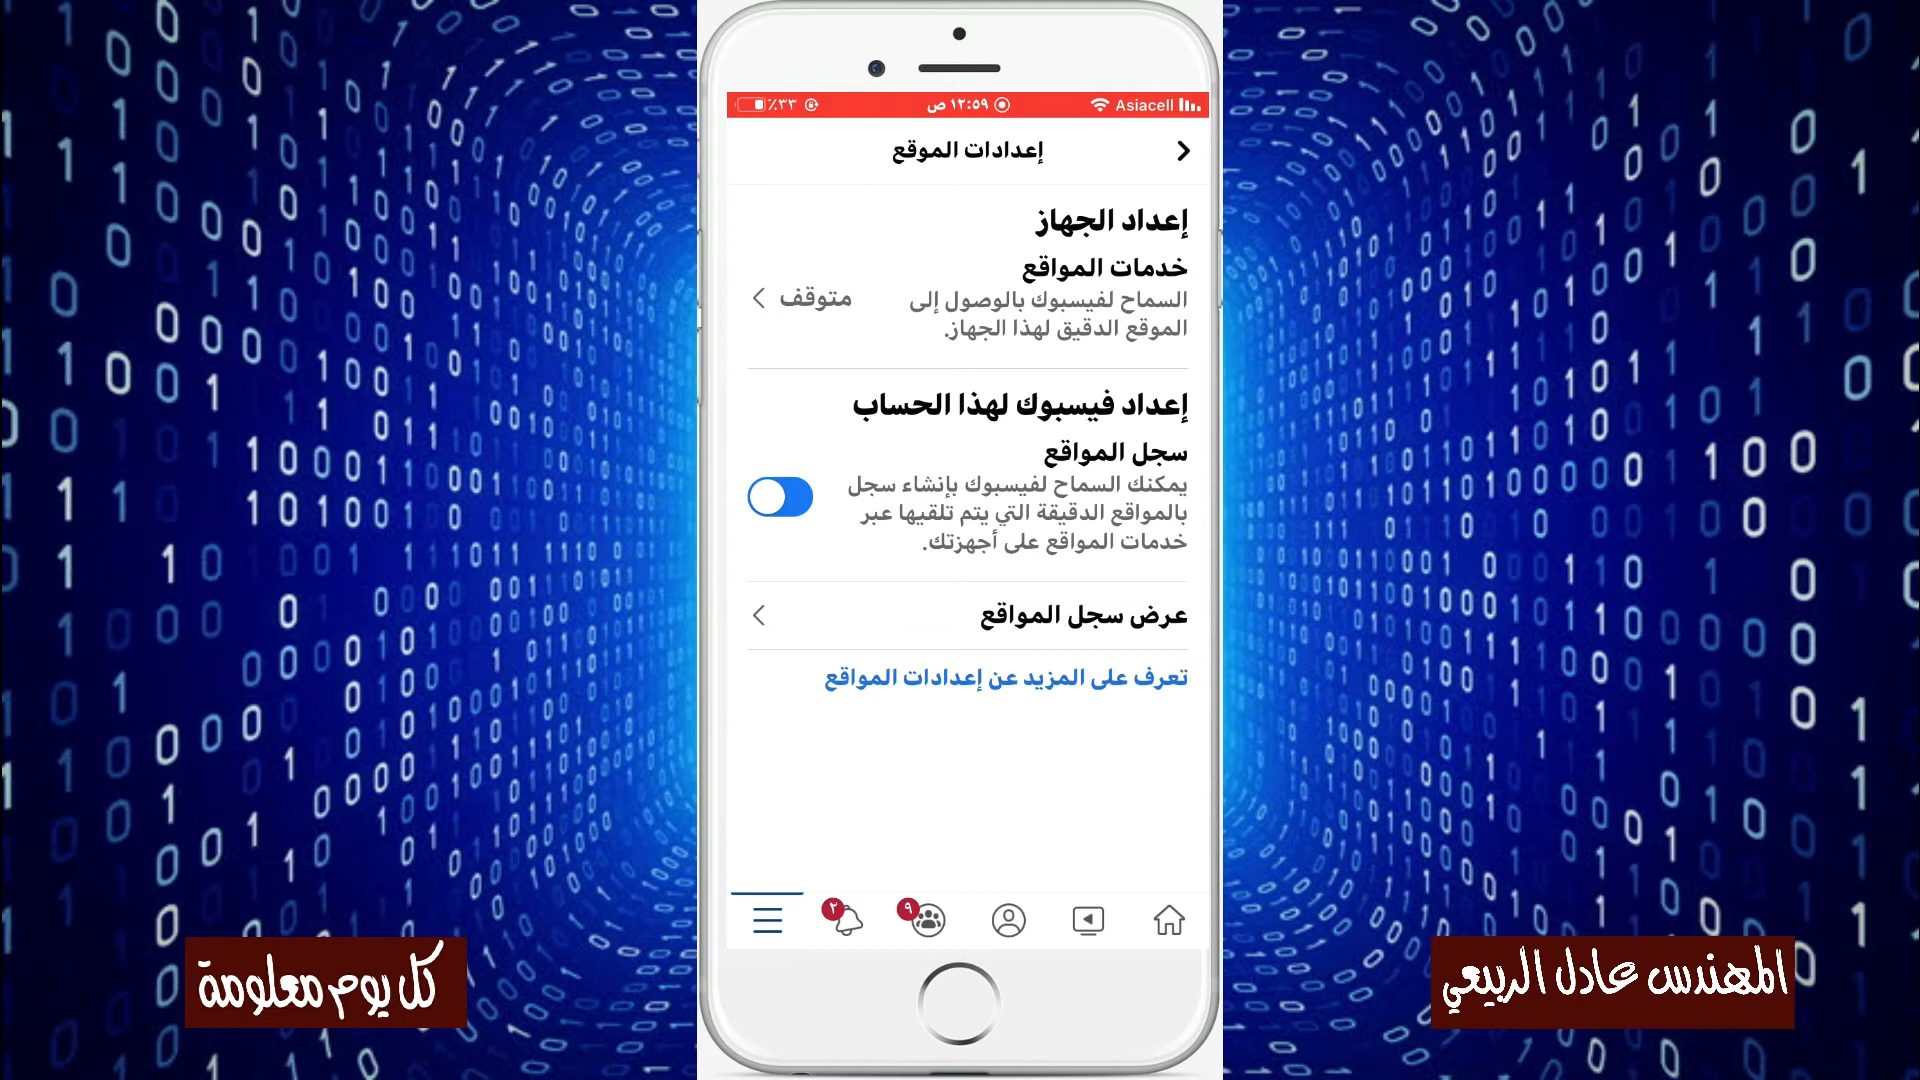 Asiacell
١٢:٥٩ ص
٪٣٣
إعدادات الموقع
إعداد الجهاز
خدمات المواقع
السماح لفيسبوك بالوصول إلى
الموقع الدقيق لهذا الجهاز.
متوقف
إعداد فيسبوك لهذا الحساب
سجل المواقع
يمكنك السماح لفيسبوك بإنشاء سجل
بالمواقع الدقيقة التي يتم تلقيها عبر
خدمات المواقع على أجهزتك.
عرض سجل المواقع
تعرف على المزيد عن إعدادات المواقع
٩
٢
المهندس عادل الربيعي
كل يوم معلومة